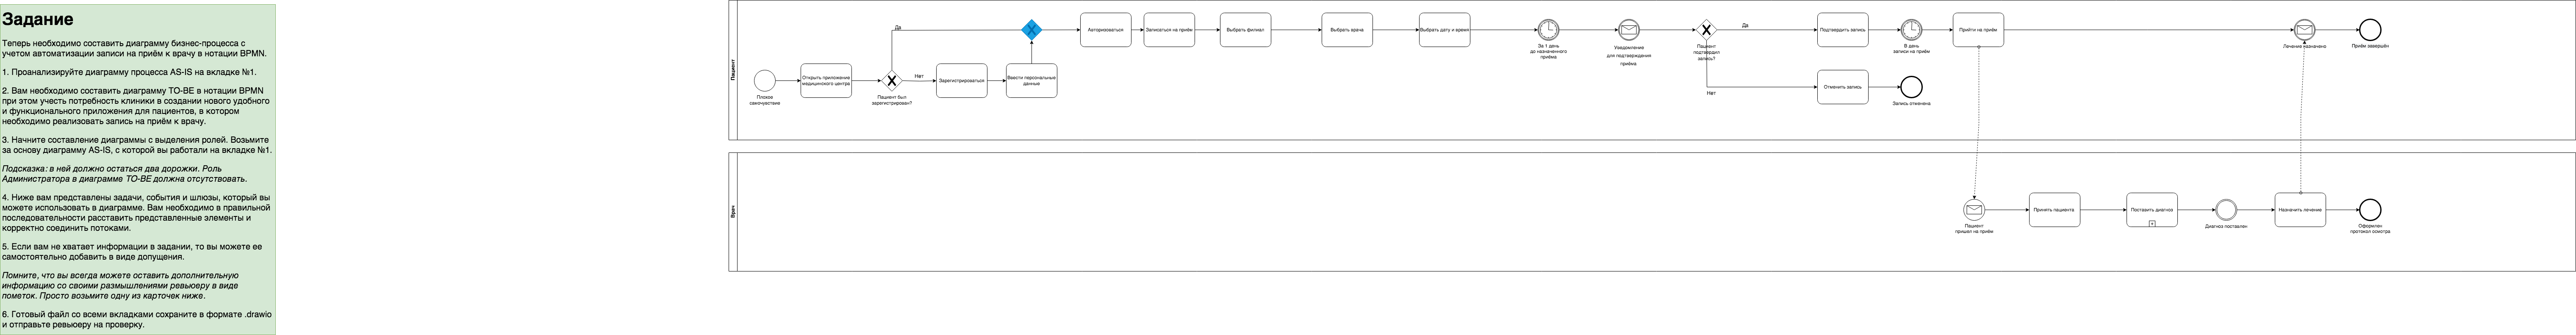 Задание
Теперь необходимо составить диаграмму бизнес-процесса с
учетом автоматизации записи на приём к врачу в нотации BPMN.
1. Проанализируйте диаграмму процесса AS-IS на вкладке №1.
2. Вам необходимо составить диаграмму TO-BE в нотации BPMN
при этом учесть потребность клиники в создании нового удобного
и функционального приложения для пациентов, в котором
необходимо реализовать запись на приём к врачу.
3. Начните составление диаграммы с выделения ролей. Возьмите
за основу диаграмму AS-IS, с которой вы работали на вкладке №1.
Подсказка: в ней должно остаться два дорожки. Роль
Администратора в диаграмме TO-BE должна отсутствовать.
4. Ниже вам представлены задачи, события и шлюзы, который вы
можете использовать в диаграмме. Вам необходимо в правильной
последовательности расставить представленные элементы и
корректно соединить потоками.
5. Если вам не хватает информации в задании, то вы можете ее
самостоятельно добавить в виде допущения.
Помните, что вы всегда можете оставить дополнительную
информацию со своими размышлениями ревьюеру в виде
пометок. Просто возьмите одну из карточек ниже.
6. Готовый файл со всеми вкладками сохраните в формате .drawio
и отправьте ревьюеру на проверку.
Пациент
Плохое
самочувствие
Открыть приложение
медицинского центра
Пациент был
зарегистрирован?
Да
Нет
Зарегистрироваться
Ввести персональные
данные
Авторизоваться
Записаться на приём
Выбрать филиал
Выбрать врача
Выбрать дату и время
За 1 день
до назначенного
приёма
Уведомление
для подтверждения
приёма
Пациент
подтвердил
запись?
Да
Нет
Подтвердить запись
В день
записи на приём
Прийти на приём
Лечение назначено
Приём завершён
Отменить запись
Запись отменена
Врач
Пациент
пришел на приём
Принять пациента
Поставить диагноз
Диагноз поставлен
Назначить лечение
Оформлен
протокол осмотра